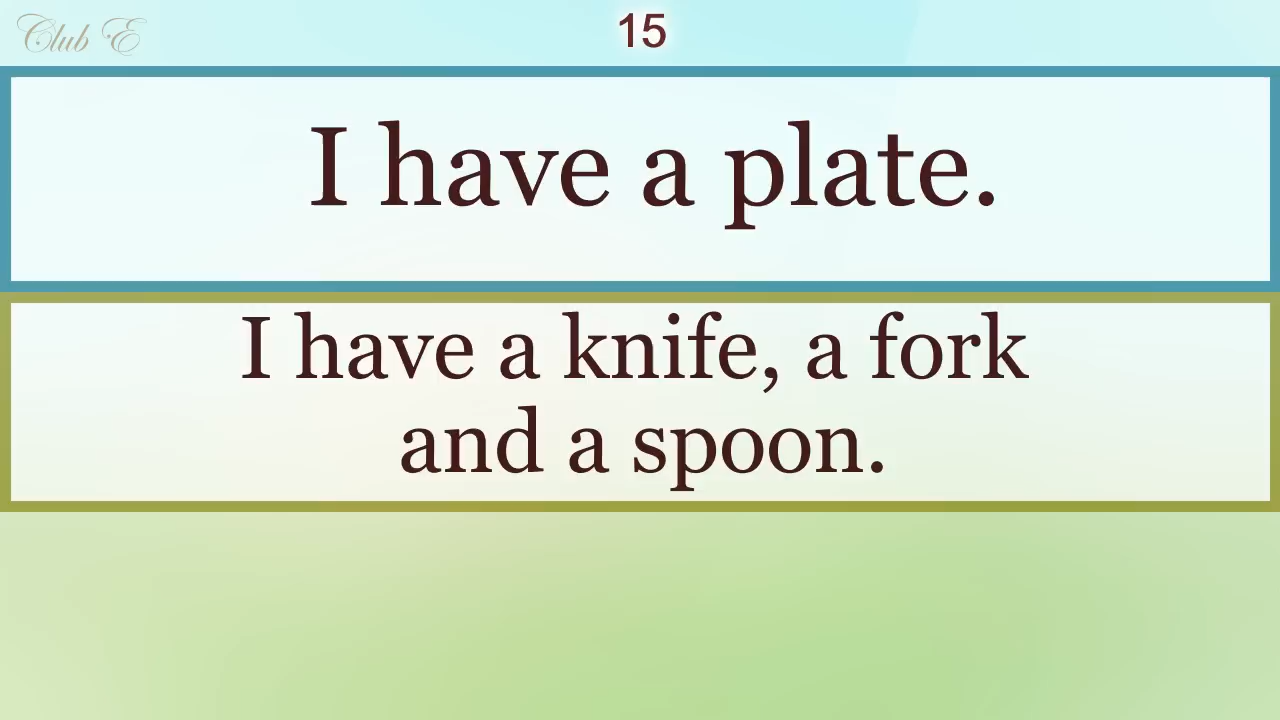 Club E
15
I have a plate.
I have a knife, a fork
and a spoon.